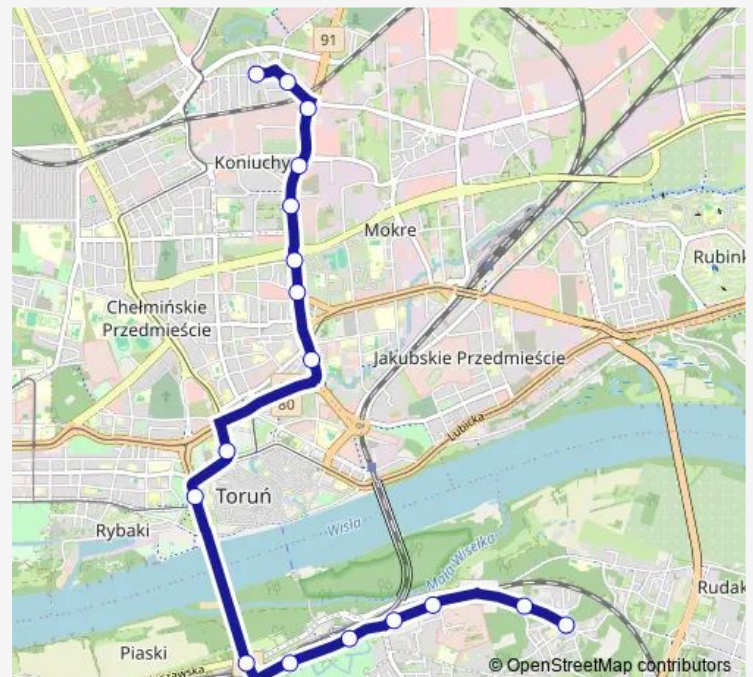 91
Koniuchy
Mokre
Rubink
Chełmińskie
Przedmieście
Jakubskie Przedmieście
80
Lubicka
Toruń
Rybaki
Wisła
Mała Wisełka
Rudak
Piaski
© OpenStreetMap contributors